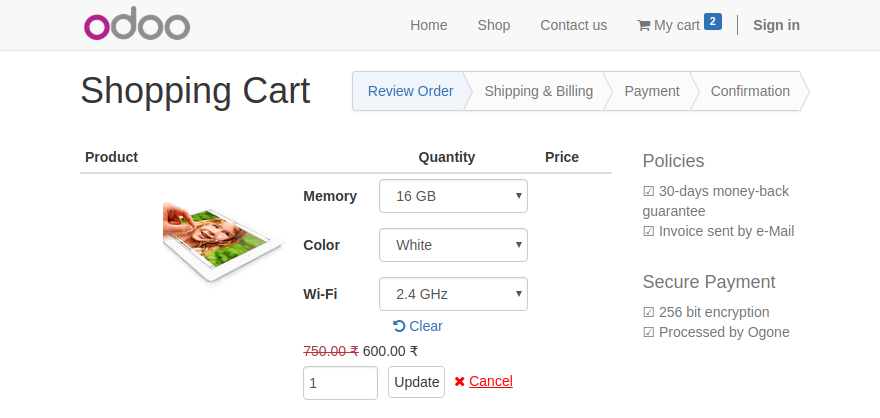 odoo
Home Shop Contact us My cart 2 Sign in
Shopping Cart
Review Order Shipping & Billing Payment Confirmation
Product Quantity Price
Policies
☑ 30-days money-back
guarantee
☑ Invoice sent by e-Mail
Secure Payment
☑ 256 bit encryption
☑ Processed by Ogone
Memory 16 GB
Color White
Wi-Fi 2.4 GHz
Clear
750.00 ₹ 600.00 ₹
1 Update ✖ Cancel